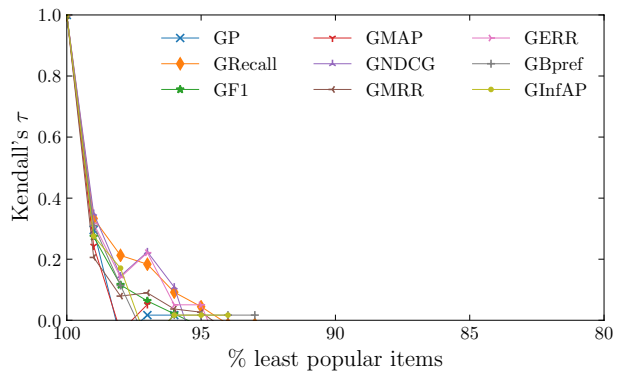 1.0
0.8
0.6
0.4
0.2
0.0
Kendall's τ
GP
GRecall
GF1
GMAP
GNDCG
GMRR
GERR
GBpref
GInfAP
100
95
90
85
80
% least popular items